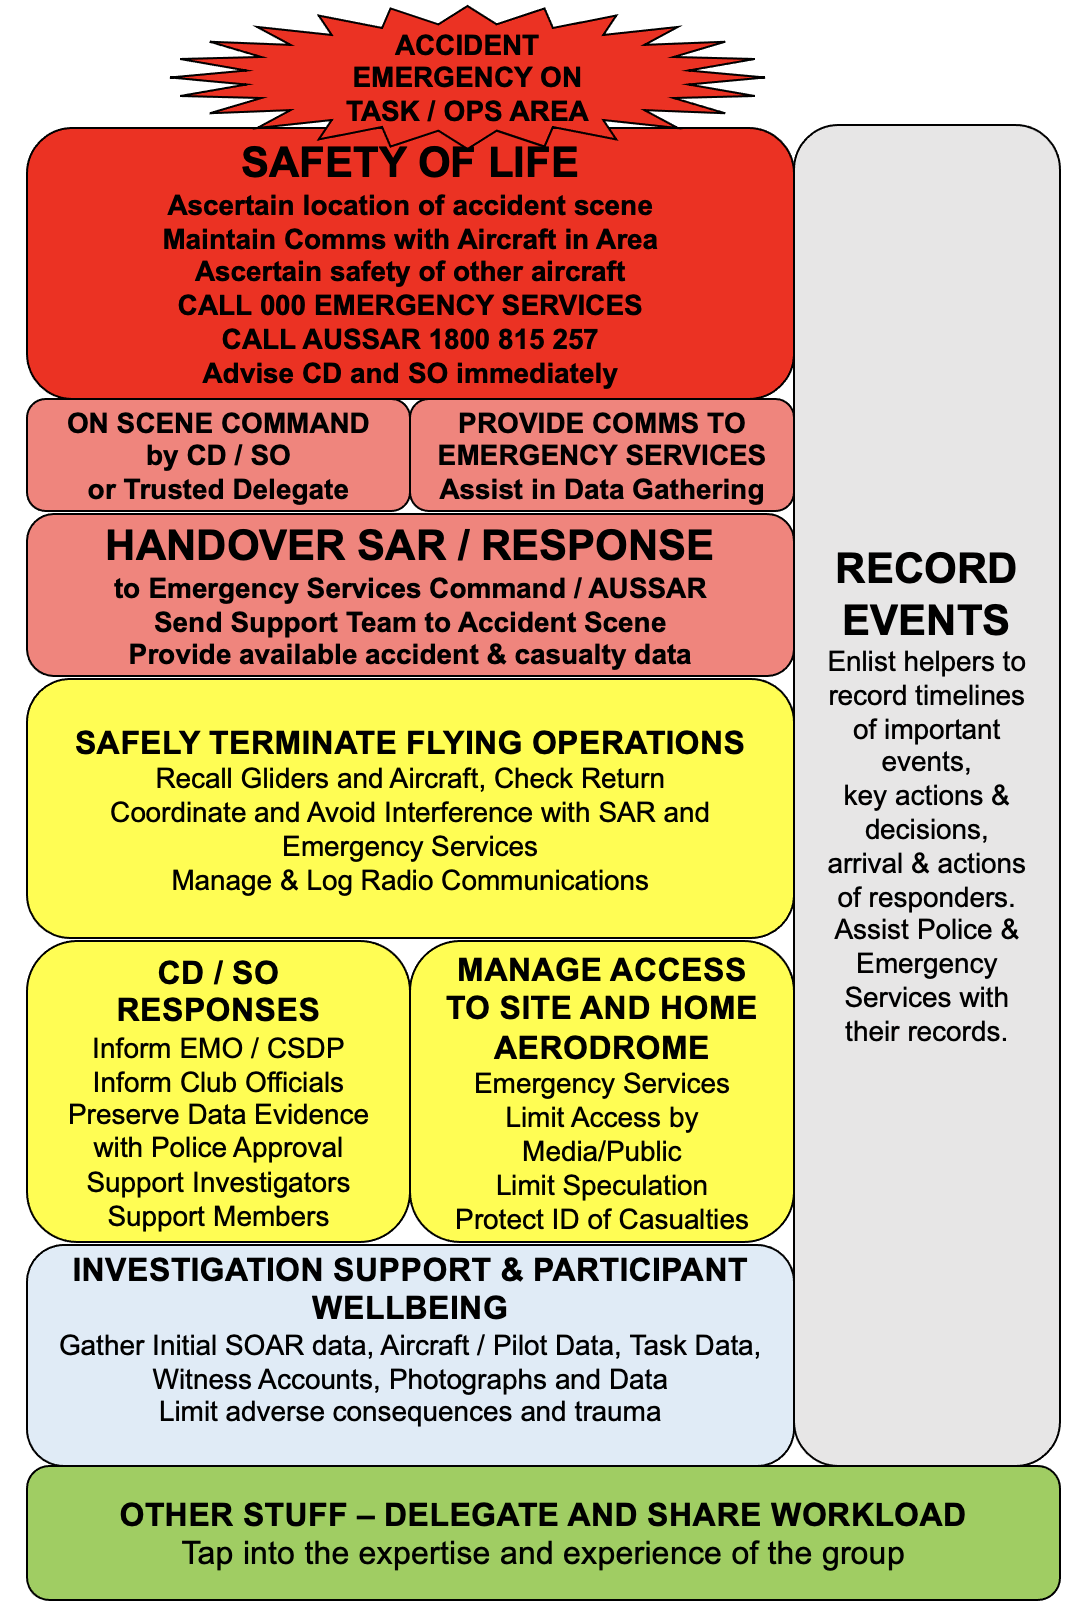 ACCIDENT
EMERGENCY ON
TASK / OPS AREA
SAFETY OF LIFE
Ascertain location of accident scene
Maintain Comms with Aircraft in Area
Ascertain safety of other aircraft
CALL 000 EMERGENCY SERVICES
CALL AUSSAR 1800 815 257
Advise CD and SO immediately
ON SCENE COMMAND
by CD / SO
or Trusted Delegate
PROVIDE COMMS TO
EMERGENCY SERVICES
Assist in Data Gathering
HANDOVER SAR / RESPONSE
to Emergency Services Command / AUSSAR
Send Support Team to Accident Scene
Provide available accident & casualty data
SAFELY TERMINATE FLYING OPERATIONS
Recall Gliders and Aircraft, Check Return
Coordinate and Avoid Interference with SAR and
Emergency Services
Manage & Log Radio Communications
CD / SO
RESPONSES
Inform EMO / CSDP
Inform Club Officials
Preserve Data Evidence
with Police Approval
Support Investigators
Support Members
MANAGE ACCESS
TO SITE AND HOME
AERODROME
Emergency Services
Limit Access by
Media/Public
Limit Speculation
Protect ID of Casualties
INVESTIGATION SUPPORT & PARTICIPANT
WELLBEING
Gather Initial SOAR data, Aircraft / Pilot Data, Task Data,
Witness Accounts, Photographs and Data
Limit adverse consequences and trauma
RECORD
EVENTS
Enlist helpers to
record timelines
of important
events,
key actions &
decisions,
arrival & actions
of responders.
Assist Police &
Emergency
Services with
their records.
OTHER STUFF – DELEGATE AND SHARE WORKLOAD
Tap into the expertise and experience of the group